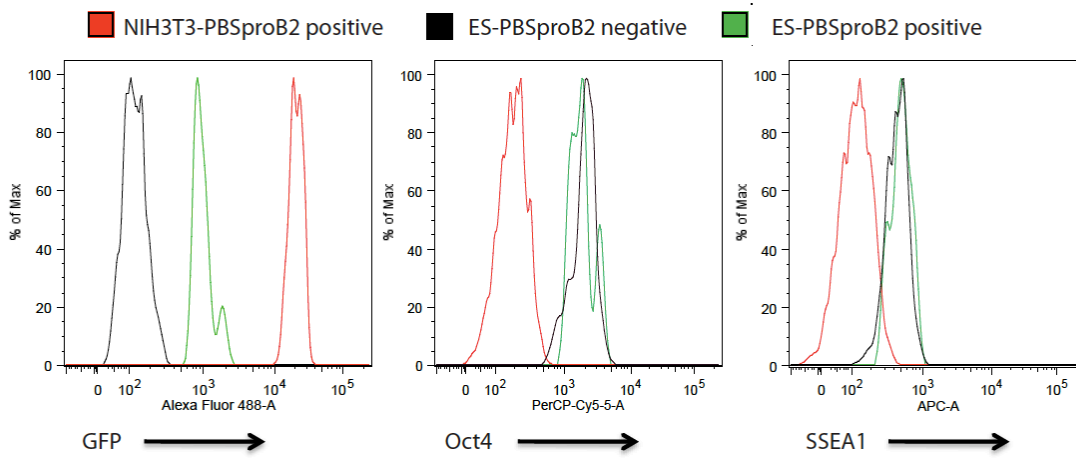 NIH3T3-PBSproB2 positive ES-PBSproB2 negative ES-PBSproB2 positive
% of Max
100
80
60
40
20
0
0 10² 10³ 10⁴ 10⁵
Alexa Fluor 488-A
GFP
% of Max
100
80
60
40
20
0
0 10² 10³ 10⁴ 10⁵
PerCP-Cy5-5-A
Oct4
% of Max
100
80
60
40
20
0
0 10² 10³ 10⁴ 10⁵
APC-A
SSEA1